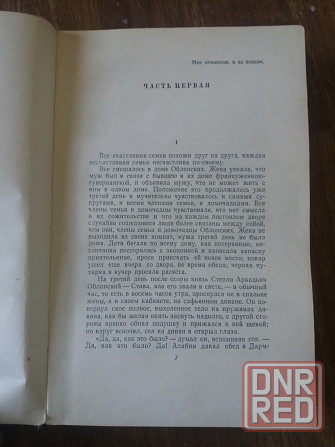 Мне отмщение, и аз воздам.
ЧАСТЬ ПЕРВАЯ
I
Все счастливые семьи похожи друг на друга, каждая
несчастливая семья несчастлива по-своему.
Все смешалось в доме Облонских. Жена узнала, что
муж был в связи с бывшею в их доме француженкою-
гувернанткой, и объявила мужу, что не может жить с
ним в одном доме. Положение это продолжалось уже
третий день и мучительно чувствовалось и самими суп-
ругами, и всеми членами семьи, и домочадцами. Все
члены семьи и домочадцы чувствовали, что нет смысла
в их сожительстве и что на каждом постоялом дворе
случайно сошедшиеся люди более связаны между собой,
чем они, члены семьи и домочадцы Облонских. Жена не
выходила из своих комнат, мужа третий день не было
дома. Дети бегали по всему дому, как потерянные; ан-
гличанка поссорилась с экономкой и написала записку
приятельнице, прося приискать ей новое место; повар
ушел еще вчера со двора, во время обеда; черная кухарка
и кучер просили расчета.
На третий день после ссоры князь Степан Аркадьич
Облонский — Стива, как его звали в свете, — в обычный
час, то есть в восемь часов утра, проснулся не в спальне
жены, а в своем кабинете, на сафьянном диване. Он по-
вернул свое полное, выхоленное тело на пружинах ди-
вана, как бы желая опять заснуть надолго, с другой сто-
роны крепко обнял подушку и прижался к ней щекой;
но вдруг вскочил, сел на диван и открыл глаза.
«Да, да, как это было? — думал он, вспоминая сон. —
Да, как это было? Да! Алабин давал обед в Дарм-
7
DNR
RED